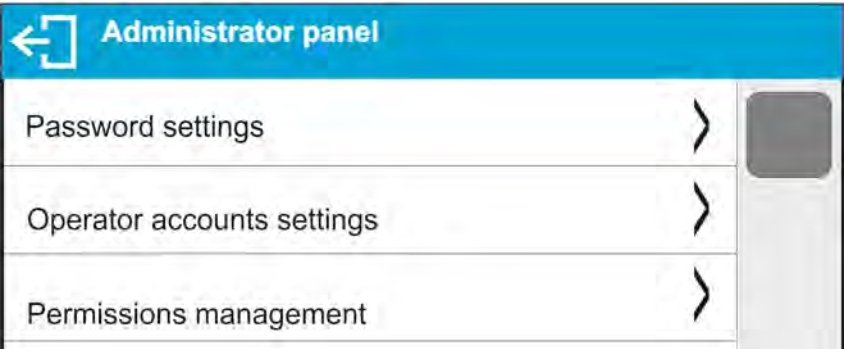 Administrator panel
Password settings
Operator accounts settings
Permissions management